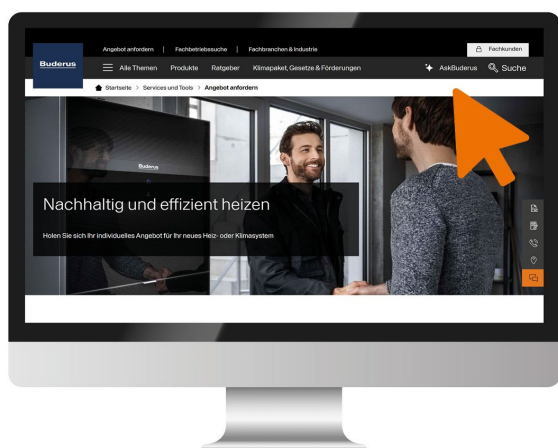 Angebot anfordern | Fachbetriebssuche | Fachbranchen & Industrie
Fachkunden
Buderus
Alle Themen Produkte Ratgeber Klimapaket, Gesetze & Förderungen
AskBuderus Suche
Startseite > Services und Tools > Angebot anfordern
Buderus
Nachhaltig und effizient heizen
Holen Sie sich Ihr individuelles Angebot für Ihr neues Heiz- oder Klimasystem